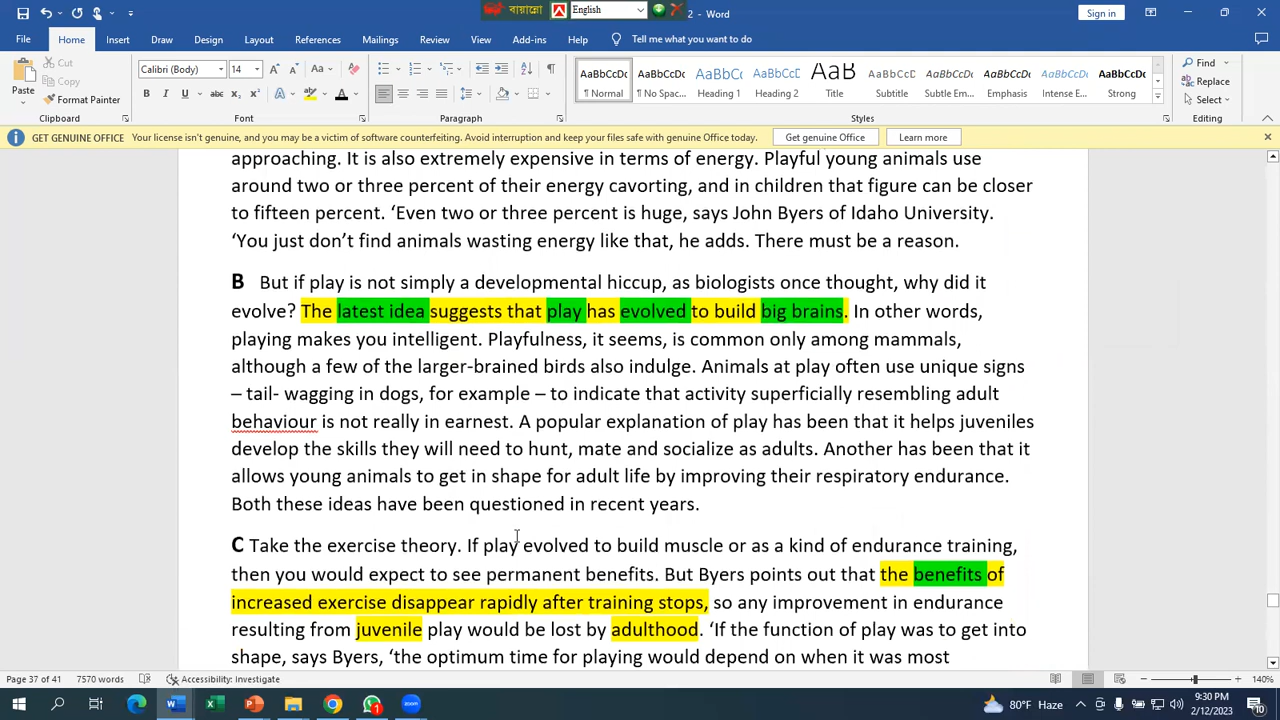 বায়ান্নো English 2 - Word Sign in
File Home Insert Draw Design Layout References Mailings Review View Add-ins Help Tell me what you want to do
Paste Cut Copy Format Painter
Calibri (Body) 14
¶ Normal ¶ No Spac... Heading 1 Heading 2 Title Subtitle Subtle Em... Emphasis Intense E... Strong
Find Replace Select
Clipboard Font Paragraph Styles Editing
GET GENUINE OFFICE Your license isn't genuine, and you may be a victim of software counterfeiting. Avoid interruption and keep your files safe with genuine Office today. Get genuine Office Learn more
approaching. It is also extremely expensive in terms of energy. Playful young animals use
around two or three percent of their energy cavorting, and in children that figure can be closer
to fifteen percent. ‘Even two or three percent is huge, says John Byers of Idaho University.
‘You just don’t find animals wasting energy like that, he adds. There must be a reason.
B But if play is not simply a developmental hiccup, as biologists once thought, why did it
evolve? The latest idea suggests that play has evolved to build big brains. In other words,
playing makes you intelligent. Playfulness, it seems, is common only among mammals,
although a few of the larger-brained birds also indulge. Animals at play often use unique signs
– tail- wagging in dogs, for example – to indicate that activity superficially resembling adult
behaviour is not really in earnest. A popular explanation of play has been that it helps juveniles
develop the skills they will need to hunt, mate and socialize as adults. Another has been that it
allows young animals to get in shape for adult life by improving their respiratory endurance.
Both these ideas have been questioned in recent years.
C Take the exercise theory. If play evolved to build muscle or as a kind of endurance training,
then you would expect to see permanent benefits. But Byers points out that the benefits of
increased exercise disappear rapidly after training stops, so any improvement in endurance
resulting from juvenile play would be lost by adulthood. ‘If the function of play was to get into
shape, says Byers, ‘the optimum time for playing would depend on when it was most
Page 37 of 41 7570 words Accessibility: Investigate 140%
80°F Haze 9:30 PM
2/12/2023